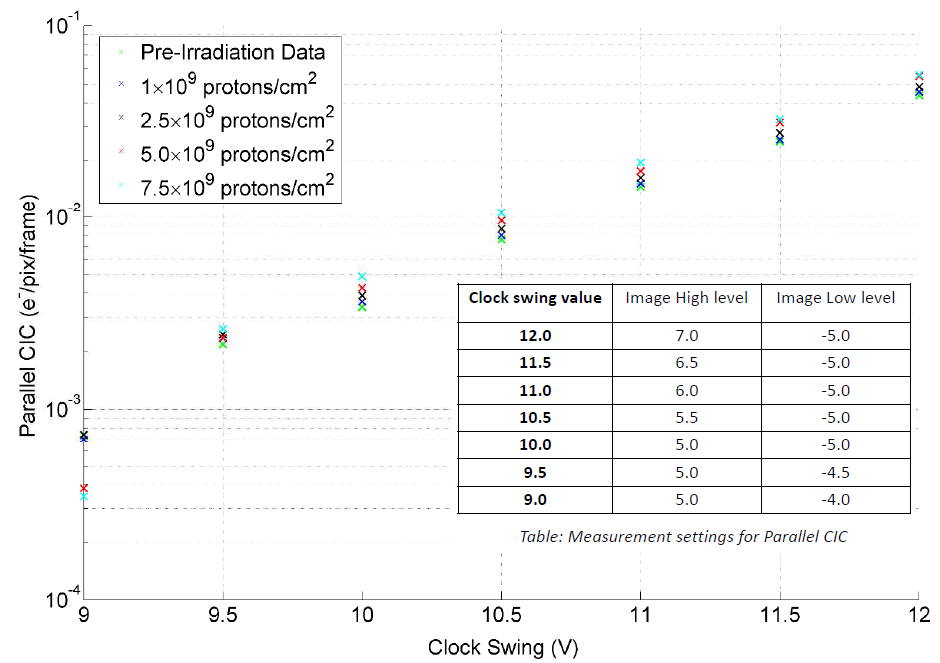 10⁻¹
Pre-Irradiation Data
1×10⁹ protons/cm²
2.5×10⁹ protons/cm²
5.0×10⁹ protons/cm²
7.5×10⁹ protons/cm²
10⁻²
Parallel CIC (e⁻/pix/frame)
Clock swing value Image High level Image Low level
12.0 7.0 -5.0
11.5 6.5 -5.0
11.0 6.0 -5.0
10.5 5.5 -5.0
10.0 5.0 -5.0
9.5 5.0 -4.5
9.0 5.0 -4.0
Table: Measurement settings for Parallel CIC
10⁻³
10⁻⁴
9 9.5 10 10.5 11 11.5 12
Clock Swing (V)